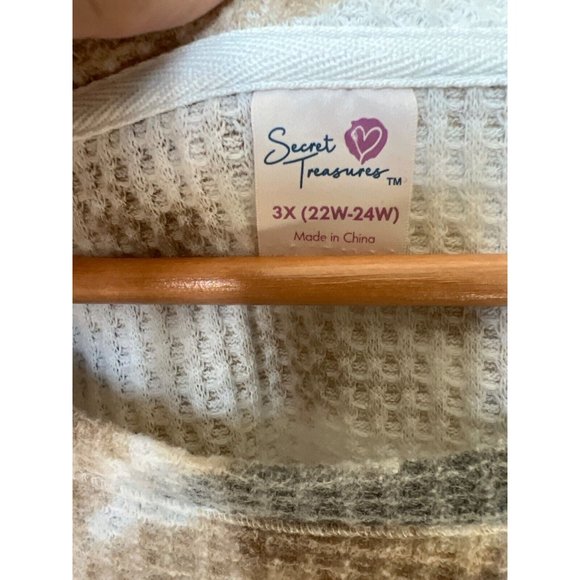 Secret
Treasures™
3X (22W-24W)
Made in China